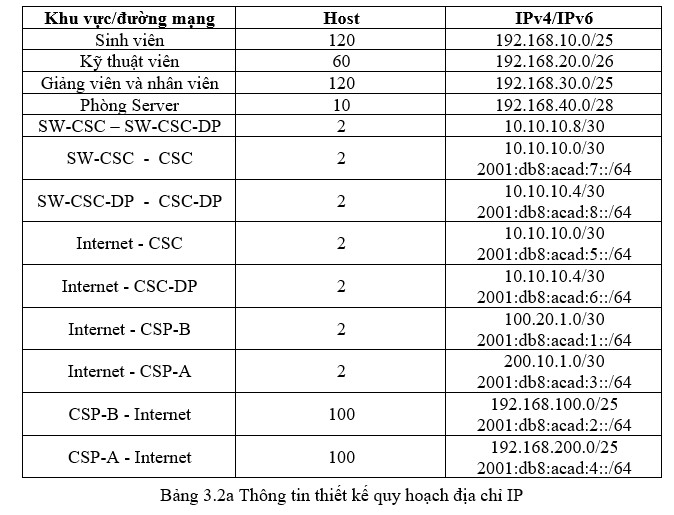 Khu vực/đường mạng Host IPv4/IPv6
Sinh viên 120 192.168.10.0/25
Kỹ thuật viên 60 192.168.20.0/26
Giảng viên và nhân viên 120 192.168.30.0/25
Phòng Server 10 192.168.40.0/28
SW-CSC – SW-CSC-DP 2 10.10.10.8/30
SW-CSC - CSC 2 10.10.10.0/30
2001:db8:acad:7::/64
SW-CSC-DP - CSC-DP 2 10.10.10.4/30
2001:db8:acad:8::/64
Internet - CSC 2 10.10.10.0/30
2001:db8:acad:5::/64
Internet - CSC-DP 2 10.10.10.4/30
2001:db8:acad:6::/64
Internet - CSP-B 2 100.20.1.0/30
2001:db8:acad:1::/64
Internet - CSP-A 2 200.10.1.0/30
2001:db8:acad:3::/64
CSP-B - Internet 100 192.168.100.0/25
2001:db8:acad:2::/64
CSP-A - Internet 100 192.168.200.0/25
2001:db8:acad:4::/64
Bảng 3.2a Thông tin thiết kế quy hoạch địa chỉ IP